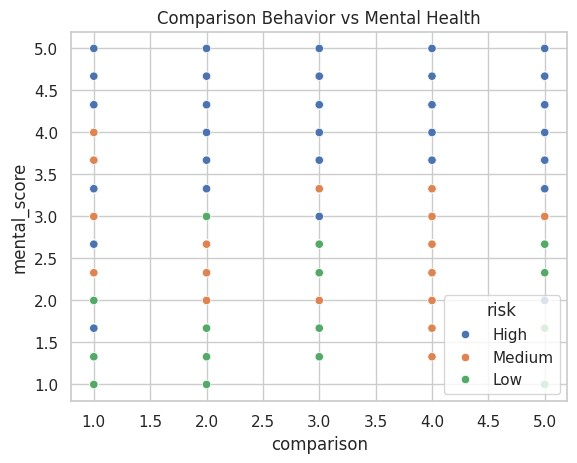 Comparison Behavior vs Mental Health
5.0
4.5
4.0
3.5
3.0
2.5
2.0
1.5
1.0
mental_score
risk
High
Medium
Low
1.0 1.5 2.0 2.5 3.0 3.5 4.0 4.5 5.0
comparison